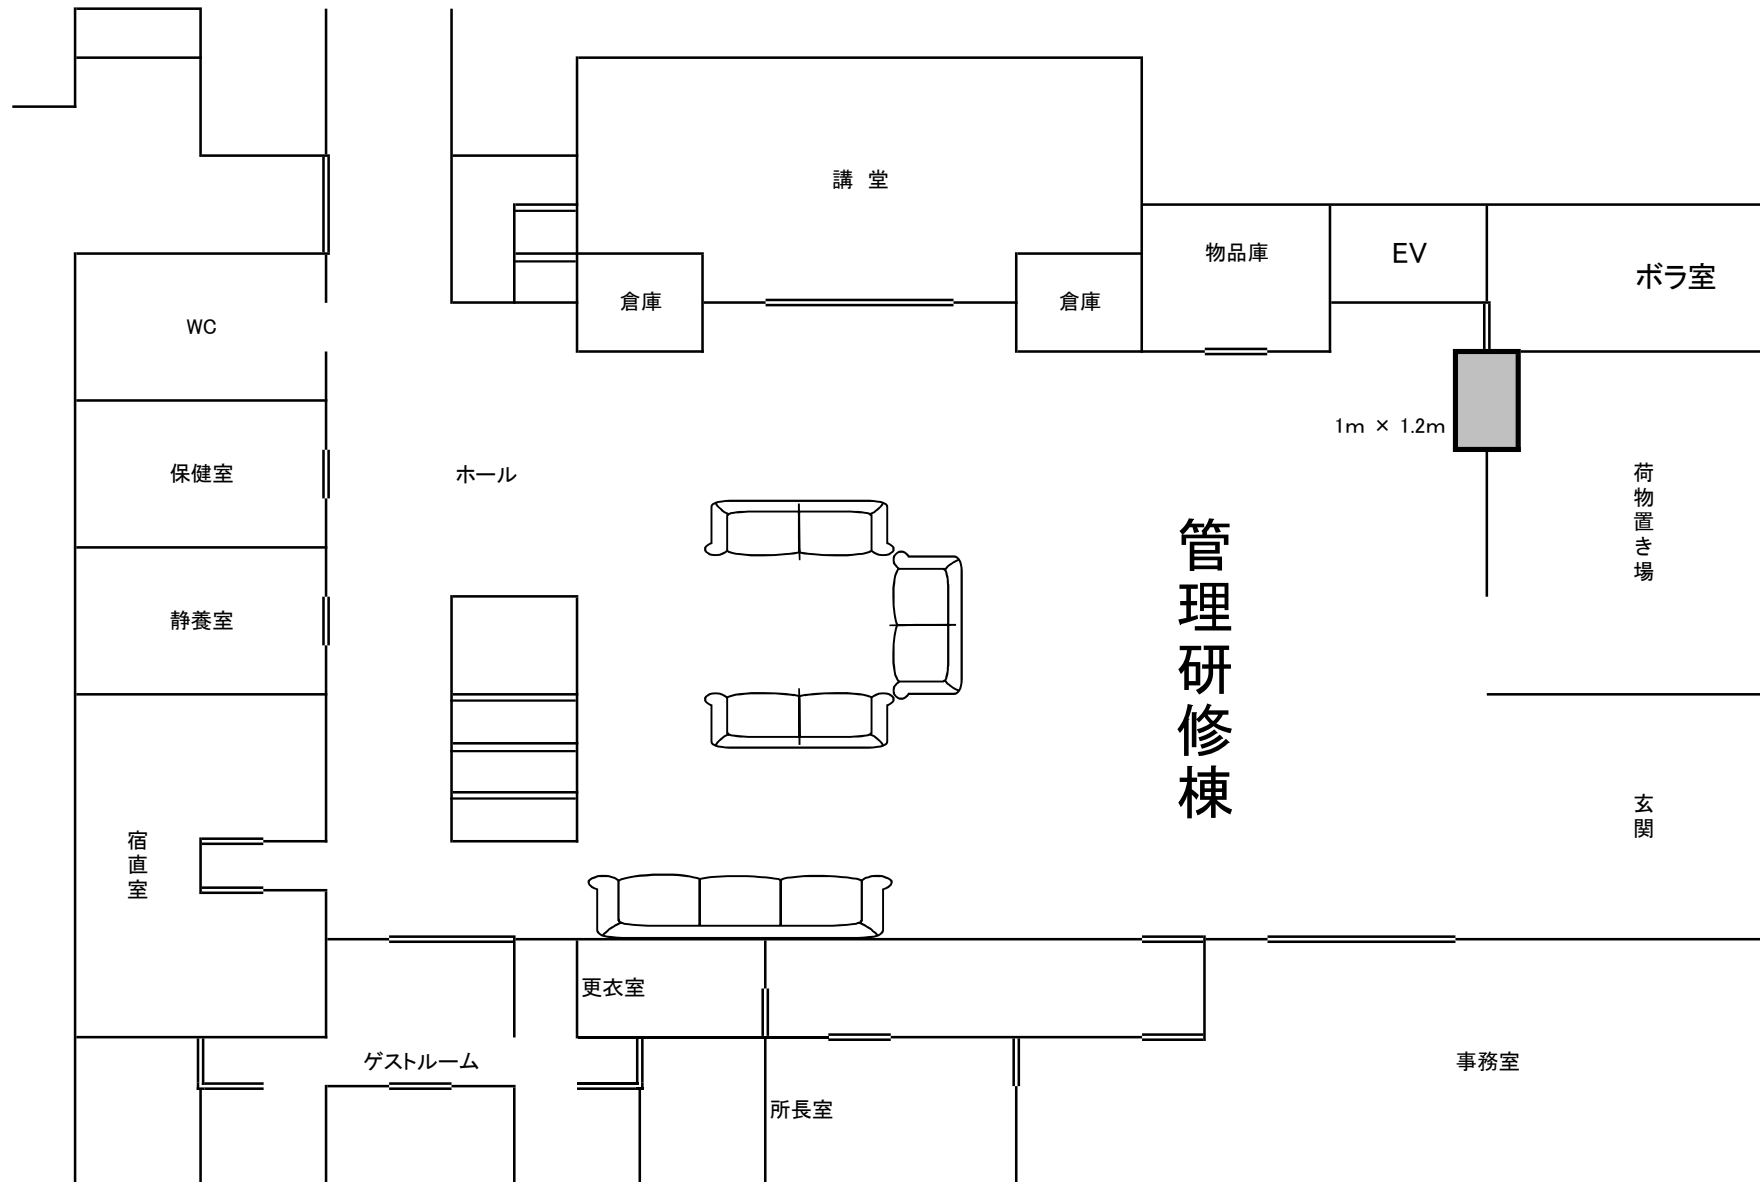 講 堂
物品庫
EV
ボラ室
倉庫
倉庫
WC
1m × 1.2m
保健室
ホール
荷物置き場
管理研修棟
静養室
玄関
宿直室
更衣室
ゲストルーム
事務室
所長室